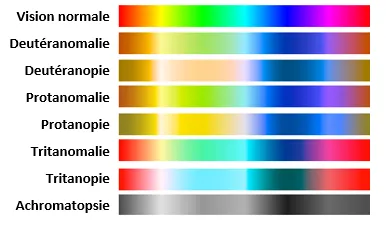 Vision normale
Deutéranomalie
Deutéranopie
Protanomalie
Protanopie
Tritanomalie
Tritanopie
Achromatopsie